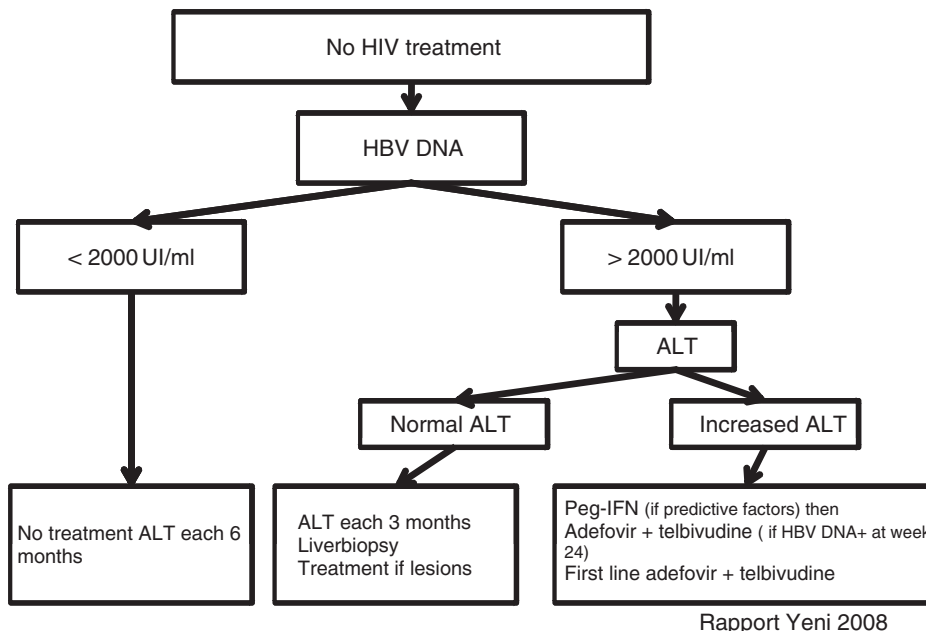 No HIV treatment
HBV DNA
< 2000 UI/ml
> 2000 UI/ml
ALT
Normal ALT
Increased ALT
No treatment ALT each 6
months
ALT each 3 months
Liverbiopsy
Treatment if lesions
Peg-IFN (if predictive factors) then
Adefovir + telbivudine ( if HBV DNA+ at week
24)
First line adefovir + telbivudine
Rapport Yeni 2008